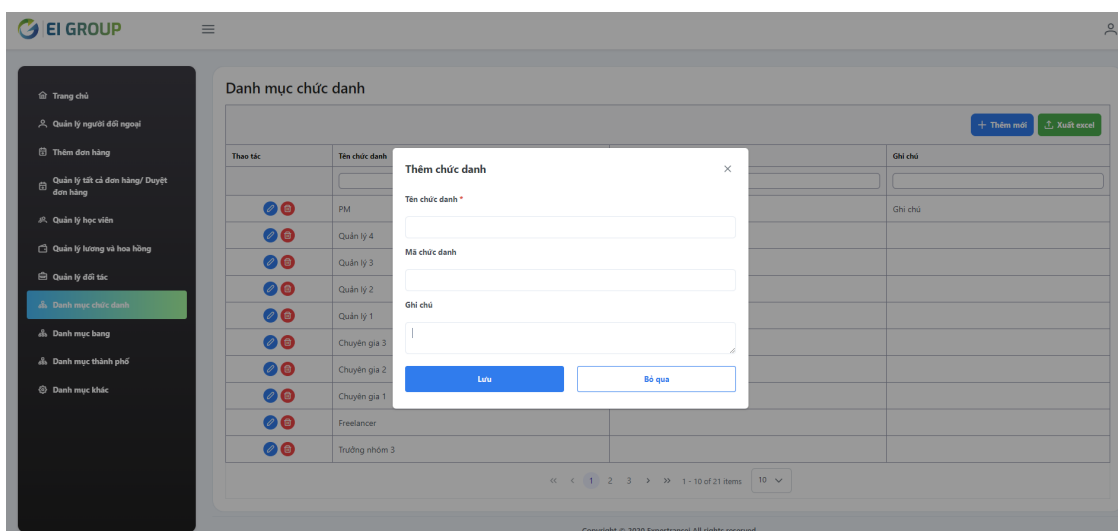 EI GROUP
Trang chủ
Quản lý người đối ngoại
Thêm đơn hàng
Quản lý tất cả đơn hàng/ Duyệt
đơn hàng
Quản lý học viên
Quản lý lương và hoa hồng
Quản lý đối tác
Danh mục chức danh
Danh mục bang
Danh mục thành phố
Danh mục khác
Danh mục chức danh
Thêm mới
Xuất excel
Thao tác
Tên chức danh
Ghi chú
PM
Ghi chú
Quản lý 4
Quản lý 3
Quản lý 2
Quản lý 1
Chuyên gia 3
Chuyên gia 2
Chuyên gia 1
Freelancer
Trưởng nhóm 3
Thêm chức danh
Tên chức danh *
Mã chức danh
Ghi chú
Lưu
Bỏ qua
1 2 3 1 - 10 of 21 items 10